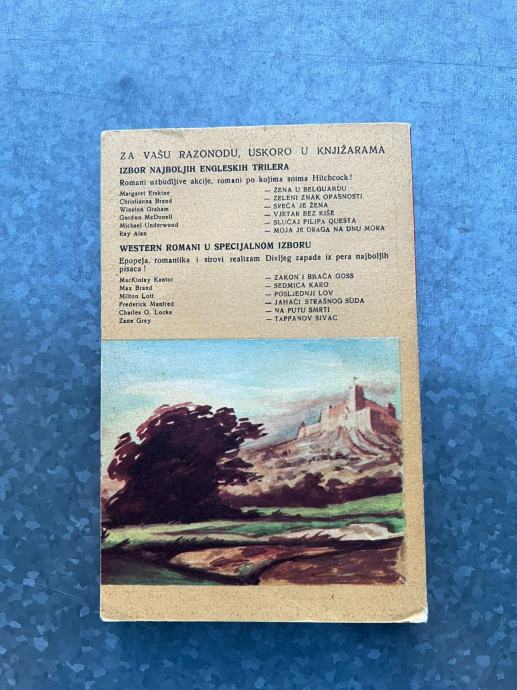 ZA VAŠU RAZONODU, USKORO U KNJIŽARAMA
IZBOR NAJBOLJIH ENGLESKIH TRILERA
Romani uzbudljive akcije, romani po kojima snima Hitchcock!
Margaret Erskine — ŽENA U BELGUARDU
Christianna Brand — ZELENI ZNAK OPASNOSTI
Winston Graham — SREĆA JE ŽENA
Gordon McDonell — VJETAR BEZ KIŠE
Michael Underwood — SLUČAJ FILIPA QUESTA
Ray Alan — MOJA JE DRAGA NA DNU MORA
WESTERN ROMANI U SPECIJALNOM IZBORU
Epopeja, romantika i sirovi realizam Divljeg zapada iz pera najboljih
pisaca!
MacKinlay Kantor — ZAKON I BRAĆA GOSS
Max Brand — SEDMICA KARO
Milton Lott — POSLJEDNJI LOV
Frederick Manfred — JAHAČI STRAŠNOG SUDA
Charles O. Locke — NA PUTU SMRTI
Zane Grey — TAPPANOV SIVAC